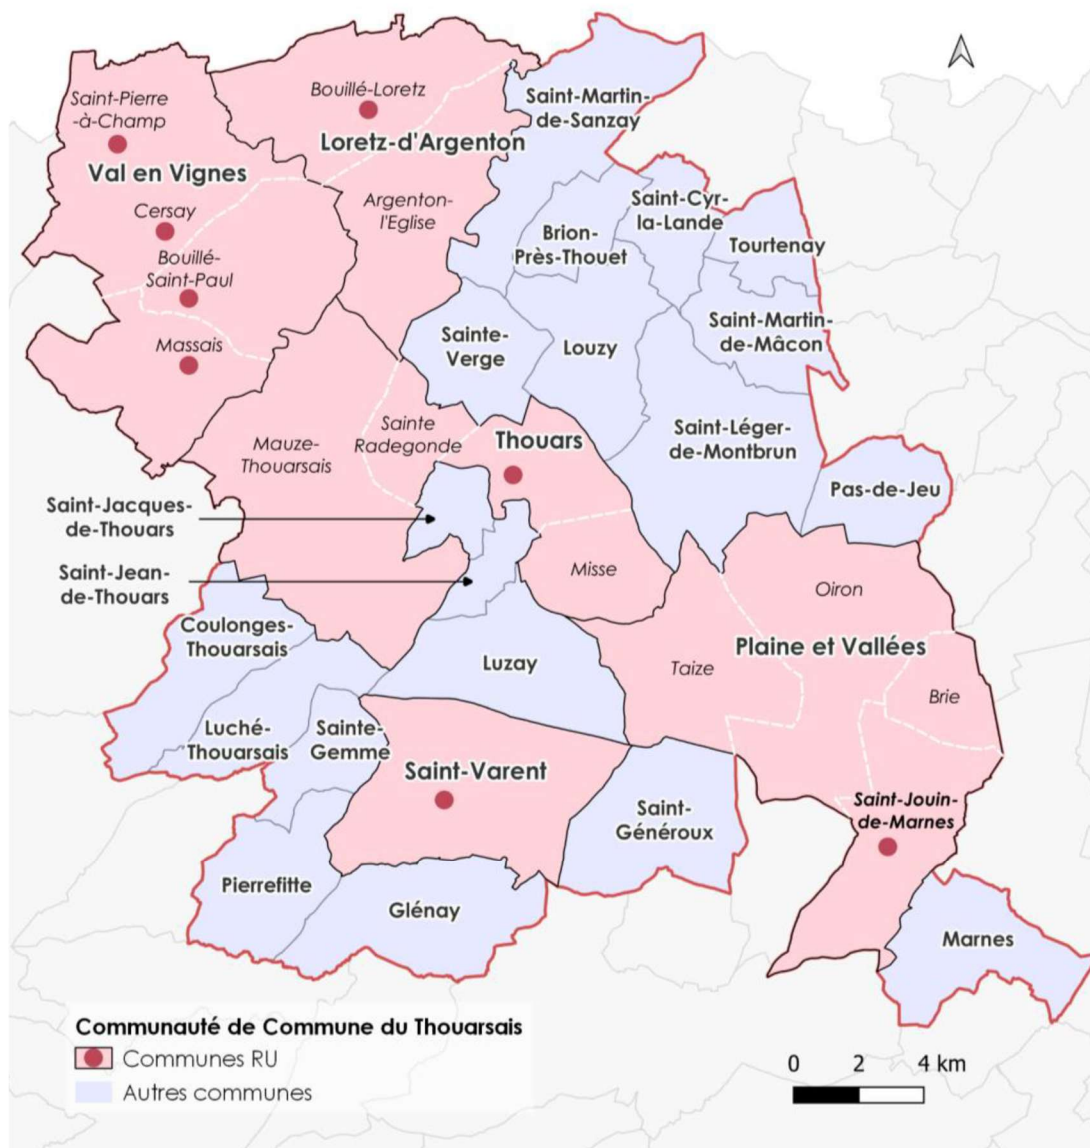 Saint-Pierre
-à-Champ
Val en Vignes
Cersay
Bouillé-
Saint-Paul
Massais
Bouillé-Loretz
Loretz-d'Argenton
Argenton-
l'Eglise
Saint-Martin-
de-Sanzay
Saint-Cyr-
la-Lande
Brion-
Près-Thouet
Tourtenay
Saint-Martin-
de-Mâcon
Sainte-
Verge
Louzy
Saint-Léger-
de-Montbrun
Mauze-
Thouarsais
Sainte
Radegonde
Thouars
Pas-de-Jeu
Saint-Jacques-
de-Thouars
Saint-Jean-
de-Thouars
Misse
Oiron
Coulonges-
Thouarsais
Luzay
Taize
Plaine et Vallées
Brie
Luché-
Thouarsais
Sainte-
Gemme
Saint-Varent
Saint-
Généroux
Saint-Jouin-
de-Marnes
Pierrefitte
Glénay
Marnes
Communauté de Commune du Thouarsais
Communes RU
Autres communes
0 2 4 km